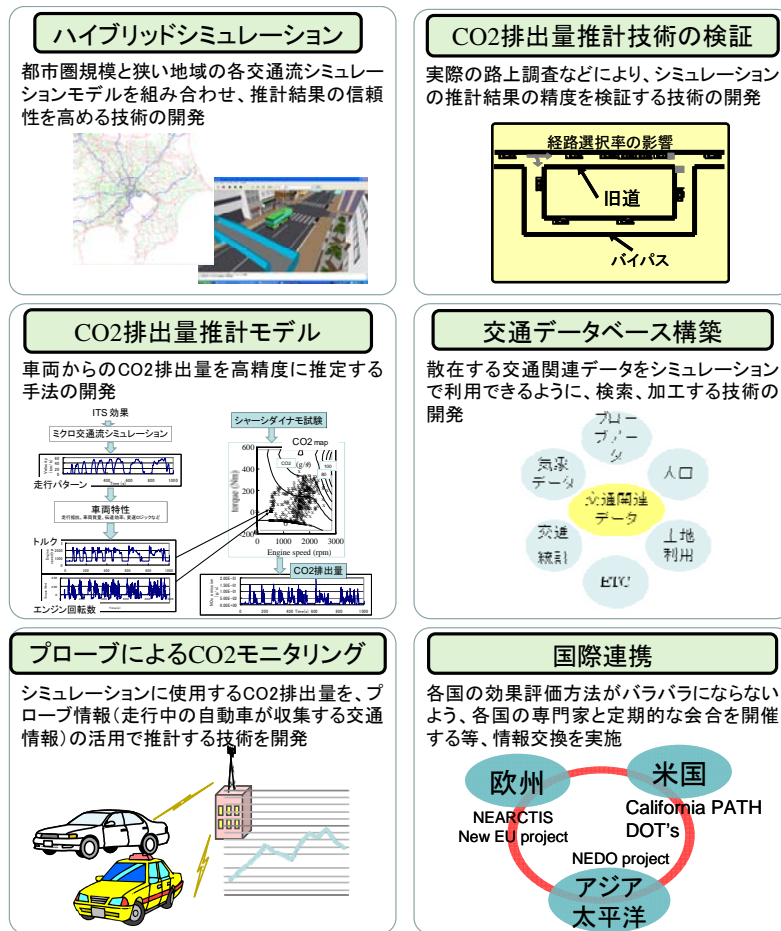 ハイブリッドシミュレーション
都市圏規模と狭い地域の各交通流シミュレー
ションモデルを組み合わせ、推計結果の信頼
性を高める技術の開発
CO2排出量推計技術の検証
実際の路上調査などにより、シミュレーション
の推計結果の精度を検証する技術の開発
経路選択率の影響
旧道
バイパス
CO2排出量推計モデル
車両からのCO2排出量を高精度に推定する
手法の開発
ITS 効果
ミクロ交通流シミュレーション
走行パターン
車両特性
トルク
エンジン回転数
シャーシダイナモ試験
CO2 map
CO2 (g/s)
torque (Nm)
600
400
200
0
-200
0 1000 2000 3000
Engine speed (rpm)
CO2排出量
0 200 400 600 800 1000
交通データベース構築
散在する交通関連データをシミュレーション
で利用できるように、検索、加工する技術の
開発
プロー
ブデー
タ
気象
データ
人口
交通関連
データ
交通
統計
土地
利用
ETC
プローブによるCO2モニタリング
シミュレーションに使用するCO2排出量を、プ
ローブ情報(走行中の自動車が収集する交通
情報)の活用で推計する技術を開発
国際連携
各国の効果評価方法がバラバラにならない
よう、各国の専門家と定期的な会合を開催
する等、情報交換を実施
欧州
米国
NEARCTIS
New EU project
California PATH
DOT's
NEDO project
アジア
太平洋